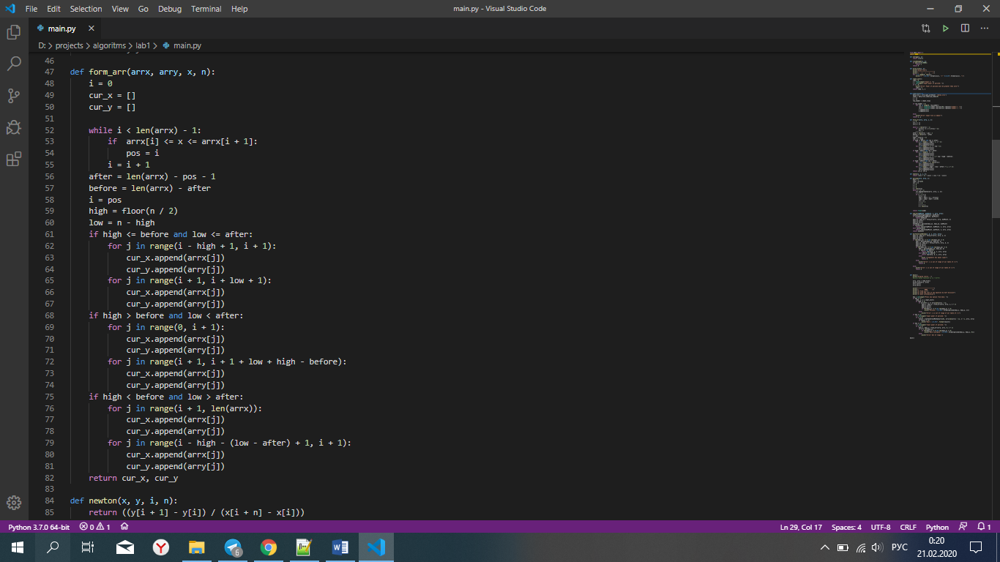 File Edit Selection View Go Debug Terminal Help
main.py - Visual Studio Code
main.py
D: > projects > algoritms > lab1 > main.py
46
47 def form_arr(arrx, arry, x, n):
48 i = 0
49 cur_x = []
50 cur_y = []
51
52 while i < len(arrx) - 1:
53 if  arrx[i] <= x <= arrx[i + 1]:
54 pos = i
55 i = i + 1
56 after = len(arrx) - pos - 1
57 before = len(arrx) - after
58 i = pos
59 high = floor(n / 2)
60 low = n - high
61 if high <= before and low <= after:
62 for j in range(i - high + 1, i + 1):
63 cur_x.append(arrx[j])
64 cur_y.append(arry[j])
65 for j in range(i + 1, i + low + 1):
66 cur_x.append(arrx[j])
67 cur_y.append(arry[j])
68 if high > before and low < after:
69 for j in range(0, i + 1):
70 cur_x.append(arrx[j])
71 cur_y.append(arry[j])
72 for j in range(i + 1, i + 1 + low + high - before):
73 cur_x.append(arrx[j])
74 cur_y.append(arry[j])
75 if high < before and low > after:
76 for j in range(i + 1, len(arrx)):
77 cur_x.append(arrx[j])
78 cur_y.append(arry[j])
79 for j in range(i - high - (low - after) + 1, i + 1):
80 cur_x.append(arrx[j])
81 cur_y.append(arry[j])
82 return cur_x, cur_y
83
84 def newton(x, y, i, n):
85 return ((y[i + 1] - y[i]) / (x[i + n] - x[i]))
Python 3.7.0 64-bit 0 1 Ln 29, Col 17 Spaces: 4 UTF-8 CRLF Python 1
6 РУС 0:20
21.02.2020